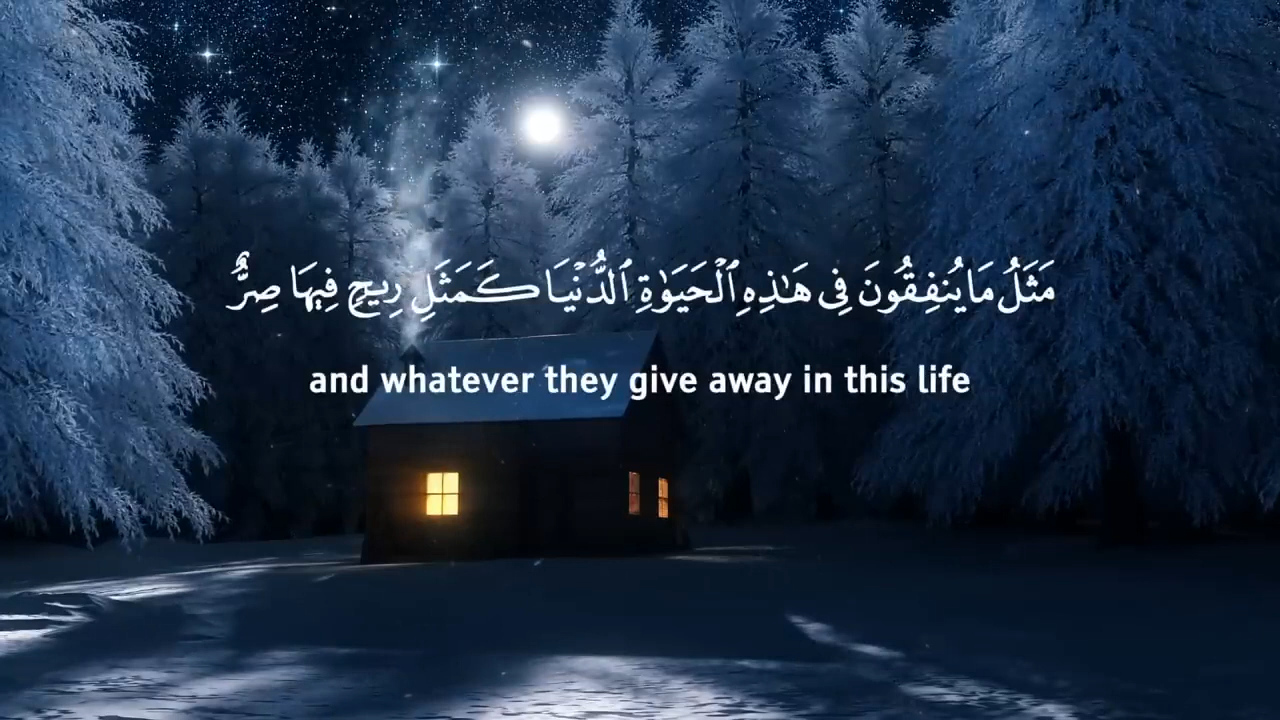 مَثَلُ مَا يُنفِقُونَ فِى هَـٰذِهِ ٱلْحَيَوٰةِ ٱلدُّنْيَا كَمَثَلِ رِيحٍ فِيهَا صِرٌّ
and whatever they give away in this life